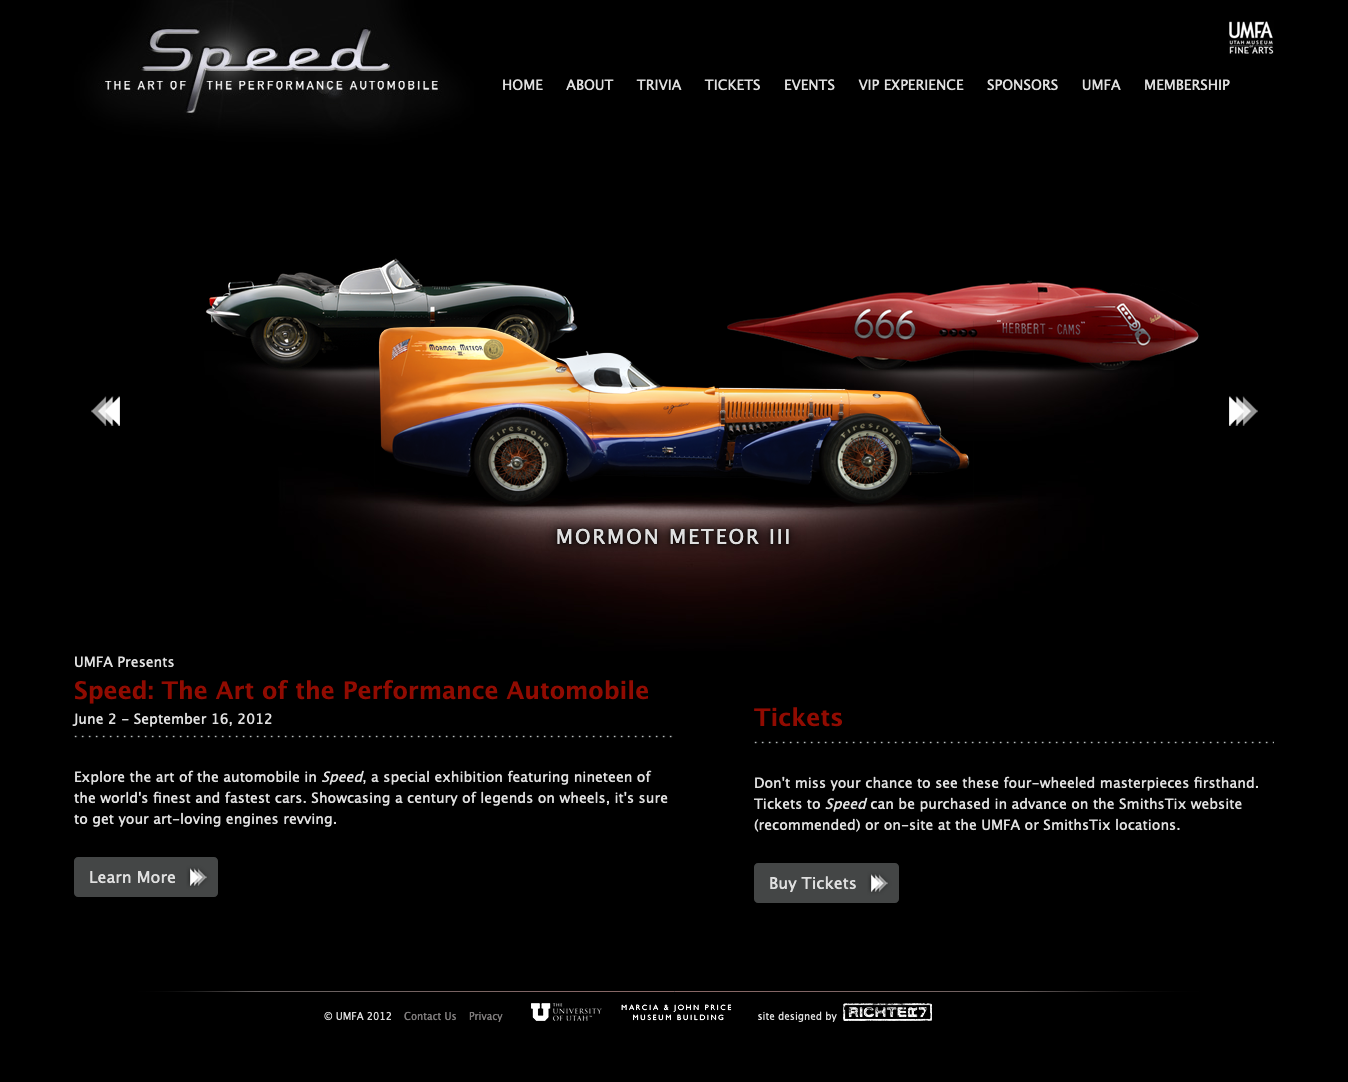 Speed
THE ART OF THE PERFORMANCE AUTOMOBILE
UMFA
UTAH MUSEUM
FINE ARTS
HOME ABOUT TRIVIA TICKETS EVENTS VIP EXPERIENCE SPONSORS UMFA MEMBERSHIP
MORMON METEOR
III
666
"HERBERT - CAMS"
Firestone Firestone
MORMON METEOR III
UMFA Presents
Speed: The Art of the Performance Automobile
June 2 – September 16, 2012
Explore the art of the automobile in Speed, a special exhibition featuring nineteen of
the world's finest and fastest cars. Showcasing a century of legends on wheels, it's sure
to get your art-loving engines revving.
Learn More
Tickets
Don't miss your chance to see these four-wheeled masterpieces firsthand.
Tickets to Speed can be purchased in advance on the SmithsTix website
(recommended) or on-site at the UMFA or SmithsTix locations.
Buy Tickets
© UMFA 2012 Contact Us Privacy
THE
UNIVERSITY
OF UTAH™
MARCIA & JOHN PRICE
MUSEUM BUILDING
site designed by RICHTER7